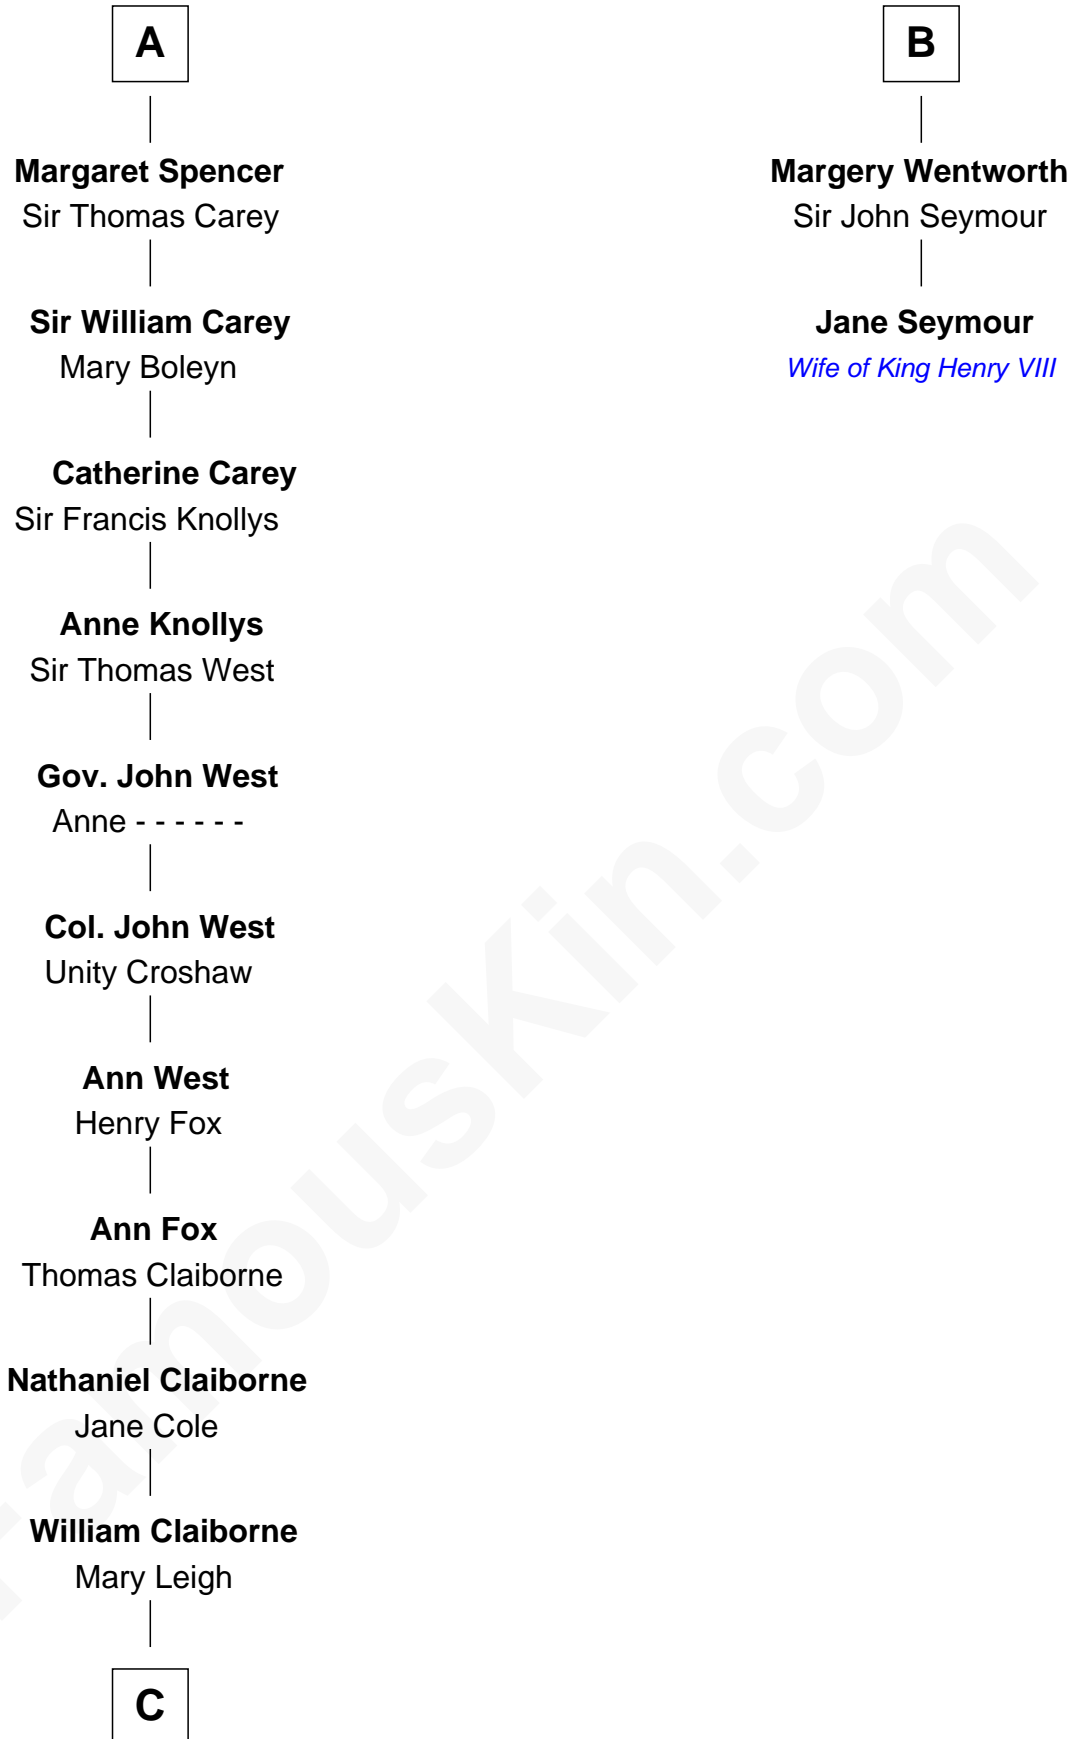 A
Margaret Spencer
Sir Thomas Carey
Sir William Carey
Mary Boleyn
Catherine Carey
Sir Francis Knollys
Anne Knollys
Sir Thomas West
Gov. John West
Anne - - - - - -
Col. John West
Unity Croshaw
Ann West
Henry Fox
Ann Fox
Thomas Claiborne
Nathaniel Claiborne
Jane Cole
William Claiborne
Mary Leigh
C
B
Margery Wentworth
Sir John Seymour
Jane Seymour
Wife of King Henry VIII
FamousKin.com